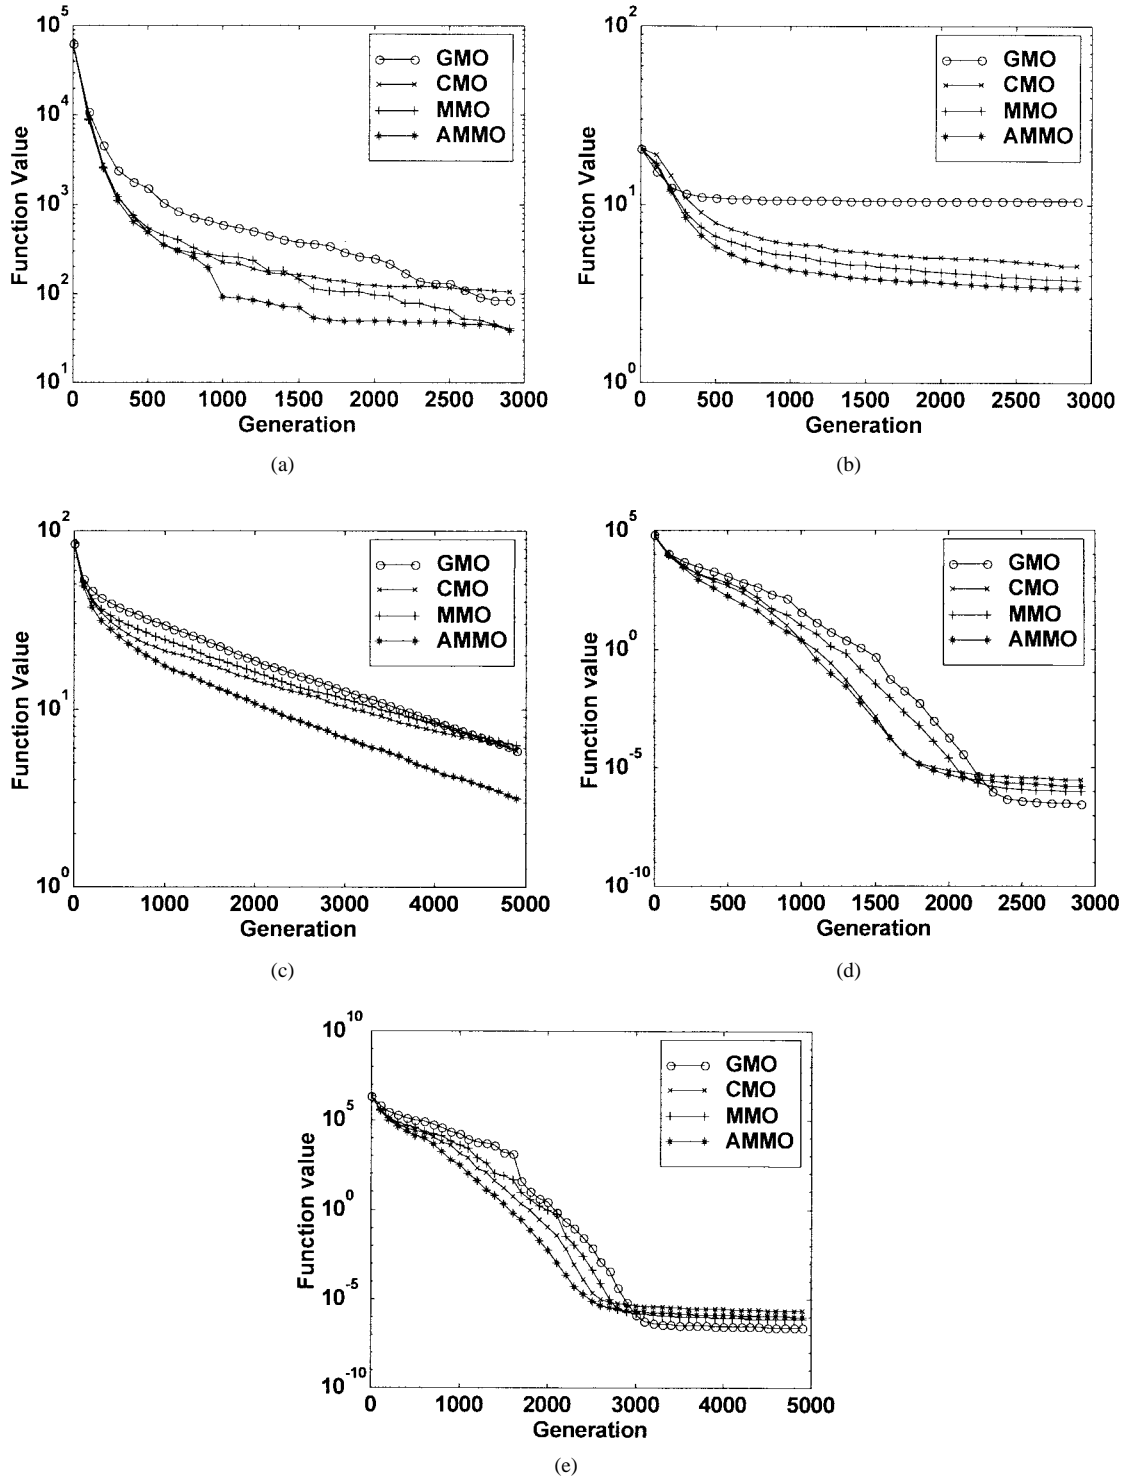 10^5
10^4
10^3
10^2
10^1
Function Value
GMO
CMO
MMO
AMMO
0 500 1000 1500 2000 2500 3000
Generation
(a)
10^2
10^1
10^0
Function Value
GMO
CMO
MMO
AMMO
0 500 1000 1500 2000 2500 3000
Generation
(b)
10^2
10^1
10^0
Function Value
GMO
CMO
MMO
AMMO
0 1000 2000 3000 4000 5000
Generation
(c)
10^5
10^0
10^-5
10^-10
Function value
GMO
CMO
MMO
AMMO
0 500 1000 1500 2000 2500 3000
Generation
(d)
10^10
10^5
10^0
10^-5
10^-10
Function value
GMO
CMO
MMO
AMMO
0 1000 2000 3000 4000 5000
Generation
(e)